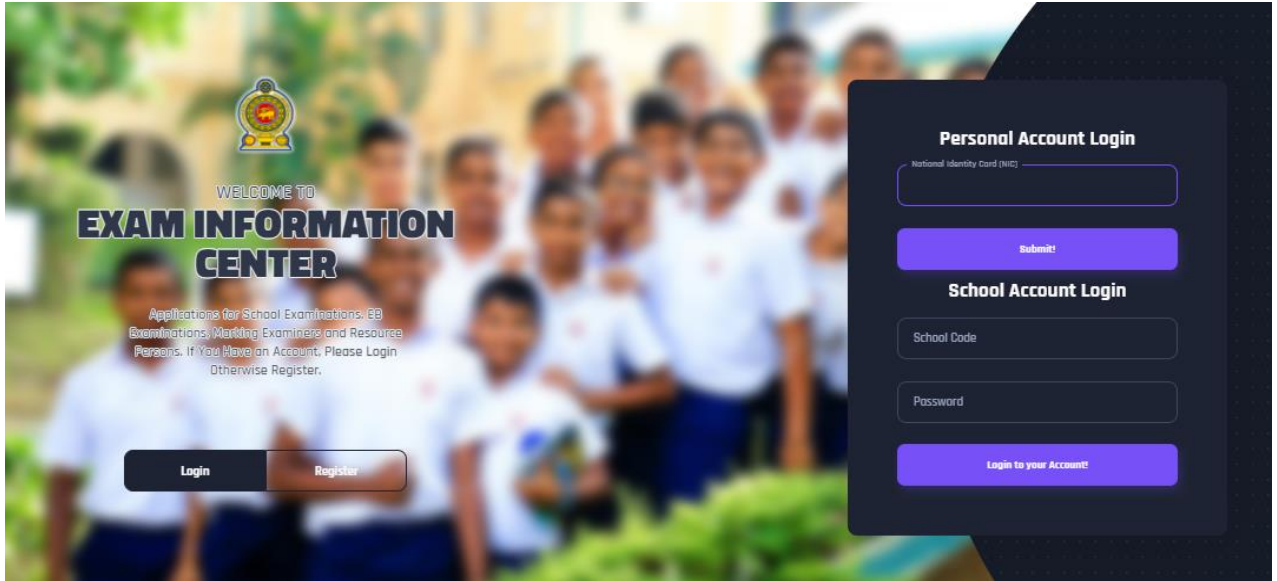 WELCOME TO
EXAM INFORMATION
CENTER
Applications for School Examinations, EB
Examinations, Marking Examiners and Resource
Persons. If You Have an Account, Please Login
Otherwise Register.
Login
Register
Personal Account Login
National Identity Card (NIC)
Submit!
School Account Login
School Code
Password
Login to your Account!